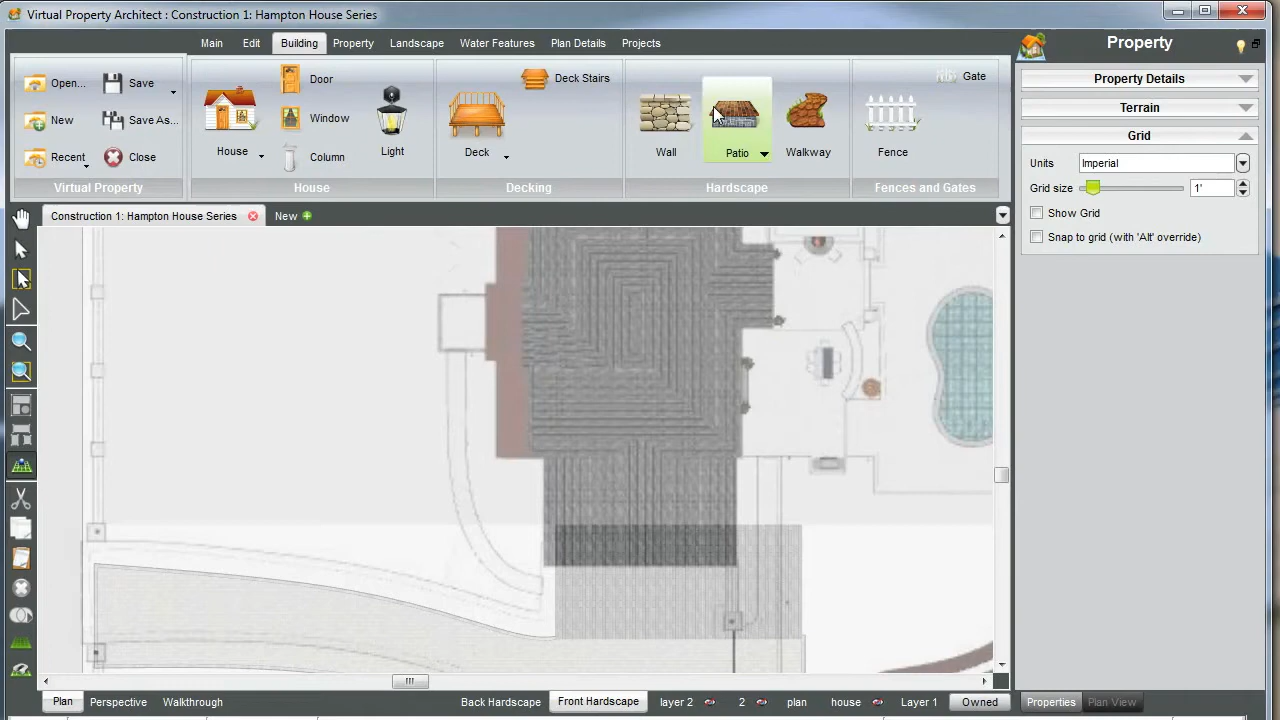 Virtual Property Architect : Construction 1: Hampton House Series
Main Edit Building Property Landscape Water Features Plan Details Projects
Open... Save
New Save As...
Recent Close
Virtual Property
House
Door
Window
Column
Light
House
Deck
Deck Stairs
Decking
Wall
Patio
Walkway
Hardscape
Gate
Fence
Fences and Gates
Construction 1: Hampton House Series New
Property
Property Details
Terrain
Grid
Units Imperial
Grid size 1'
Show Grid
Snap to grid (with 'Alt' override)
Plan Perspective Walkthrough Back Hardscape Front Hardscape layer 2 2 plan house Layer 1 Owned
Properties Plan View